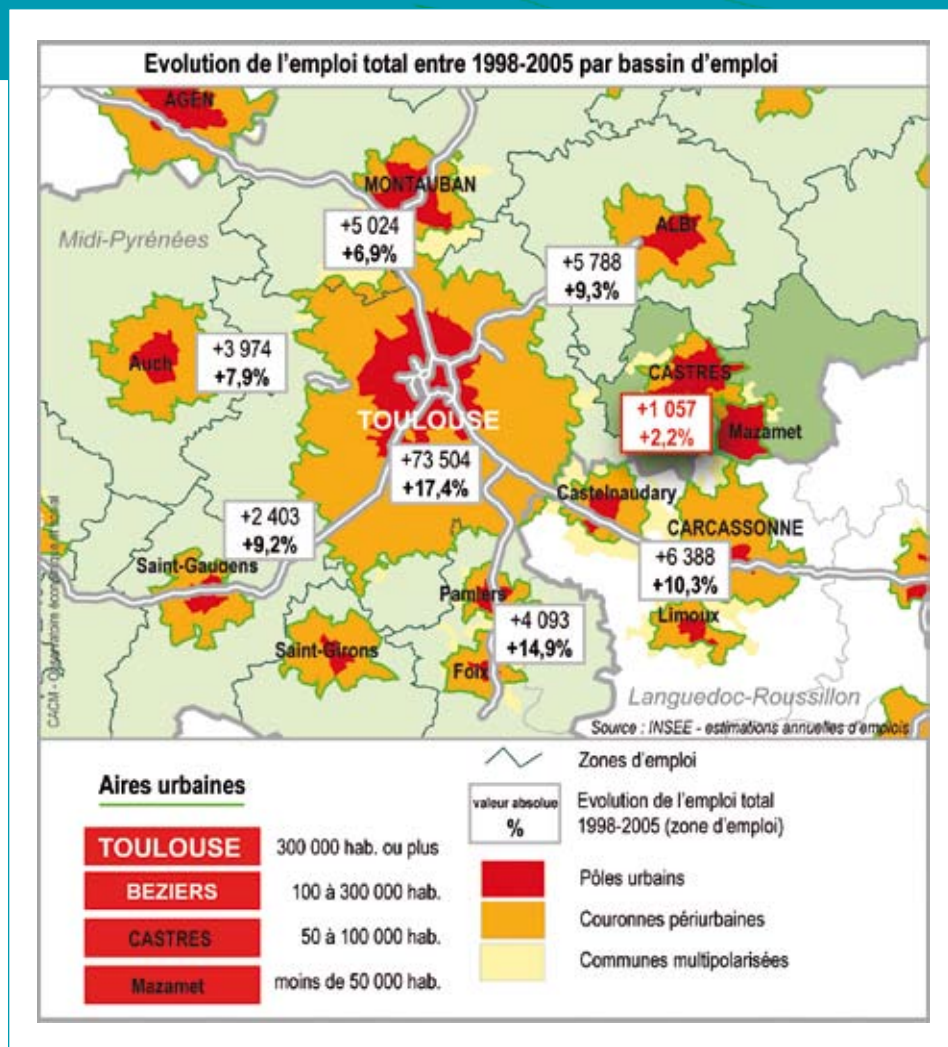 Evolution de l'emploi total entre 1998-2005 par bassin d'emploi
AGEN
MONTAUBAN
+5 024
+6,9%
Midi-Pyrénées
ALBI
+5 788
+9,3%
Auch
+3 974
+7,9%
CASTRES
+1 057
+2,2%
Mazamet
TOULOUSE
+73 504
+17,4%
Castelnaudary
CARCASSONNE
+6 388
+10,3%
+2 403
+9,2%
Saint-Gaudens
Pamiers
+4 093
+14,9%
Limoux
Saint-Girons
Foix
Languedoc-Roussillon
CACM - Observatoire économique et social
Source : INSEE - estimations annuelles d'emplois
Aires urbaines
TOULOUSE 300 000 hab. ou plus
BEZIERS 100 à 300 000 hab.
CASTRES 50 à 100 000 hab.
Mazamet moins de 50 000 hab.
Zones d'emploi
valeur absolue
%
Evolution de l'emploi total
1998-2005 (zone d'emploi)
Pôles urbains
Couronnes périurbaines
Communes multipolarisées